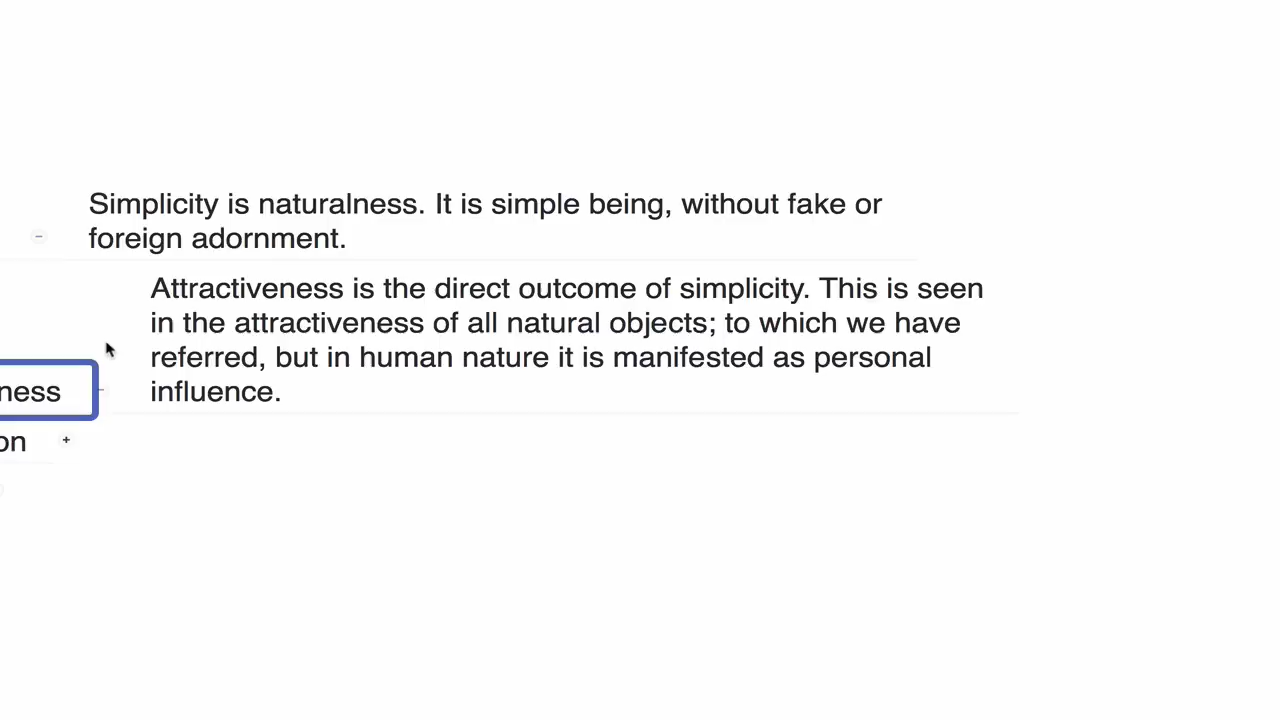 Simplicity is naturalness. It is simple being, without fake or
foreign adornment.
Attractiveness is the direct outcome of simplicity. This is seen
in the attractiveness of all natural objects; to which we have
referred, but in human nature it is manifested as personal
influence.
ness
on